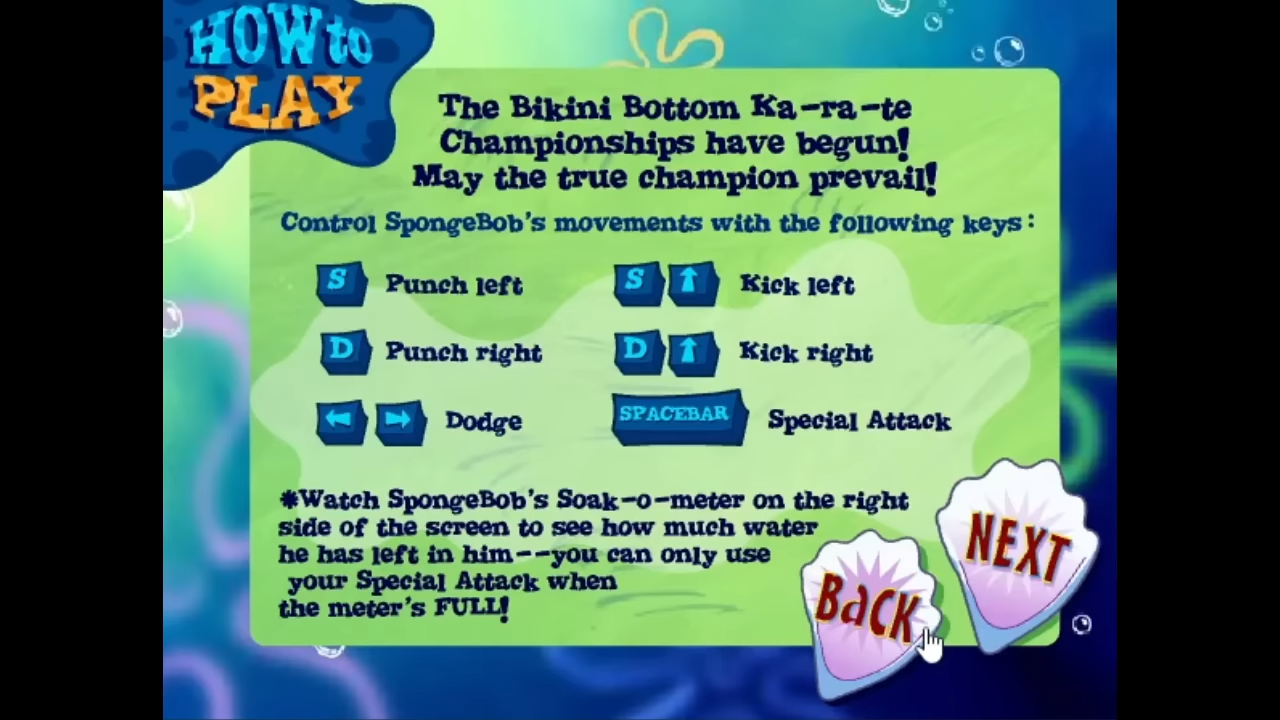 HOW to
PLAY
The Bikini Bottom Ka-ra-te
Championships have begun!
May the true champion prevail!
Control SpongeBob's movements with the following keys:
S Punch left
S ↑ Kick left
D Punch right
D ↑ Kick right
← → Dodge
SPACEBAR Special Attack
*Watch SpongeBob's Soak-o-meter on the right
side of the screen to see how much water
he has left in him--you can only use
your Special Attack when
the meter's FULL!
BaCK
NEXT